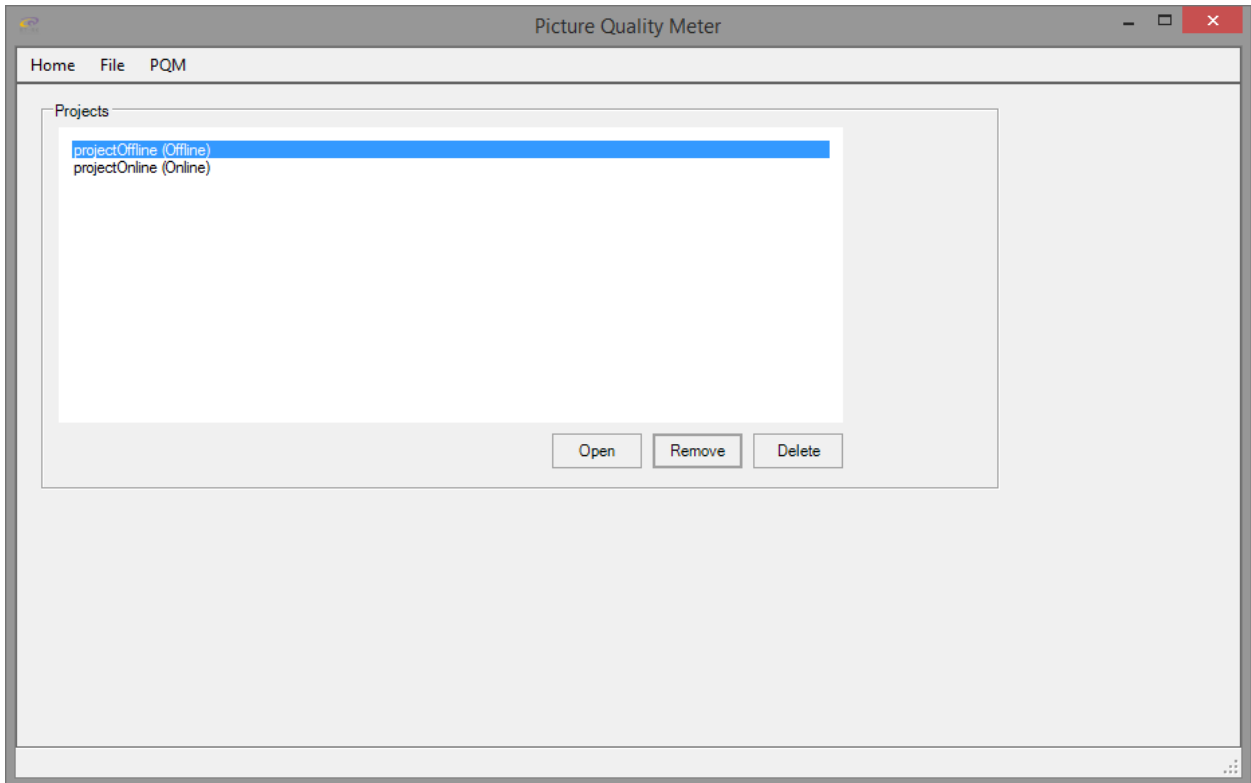 Picture Quality Meter
Home File PQM
Projects
projectOffline (Offline)
projectOnline (Online)
Open Remove Delete